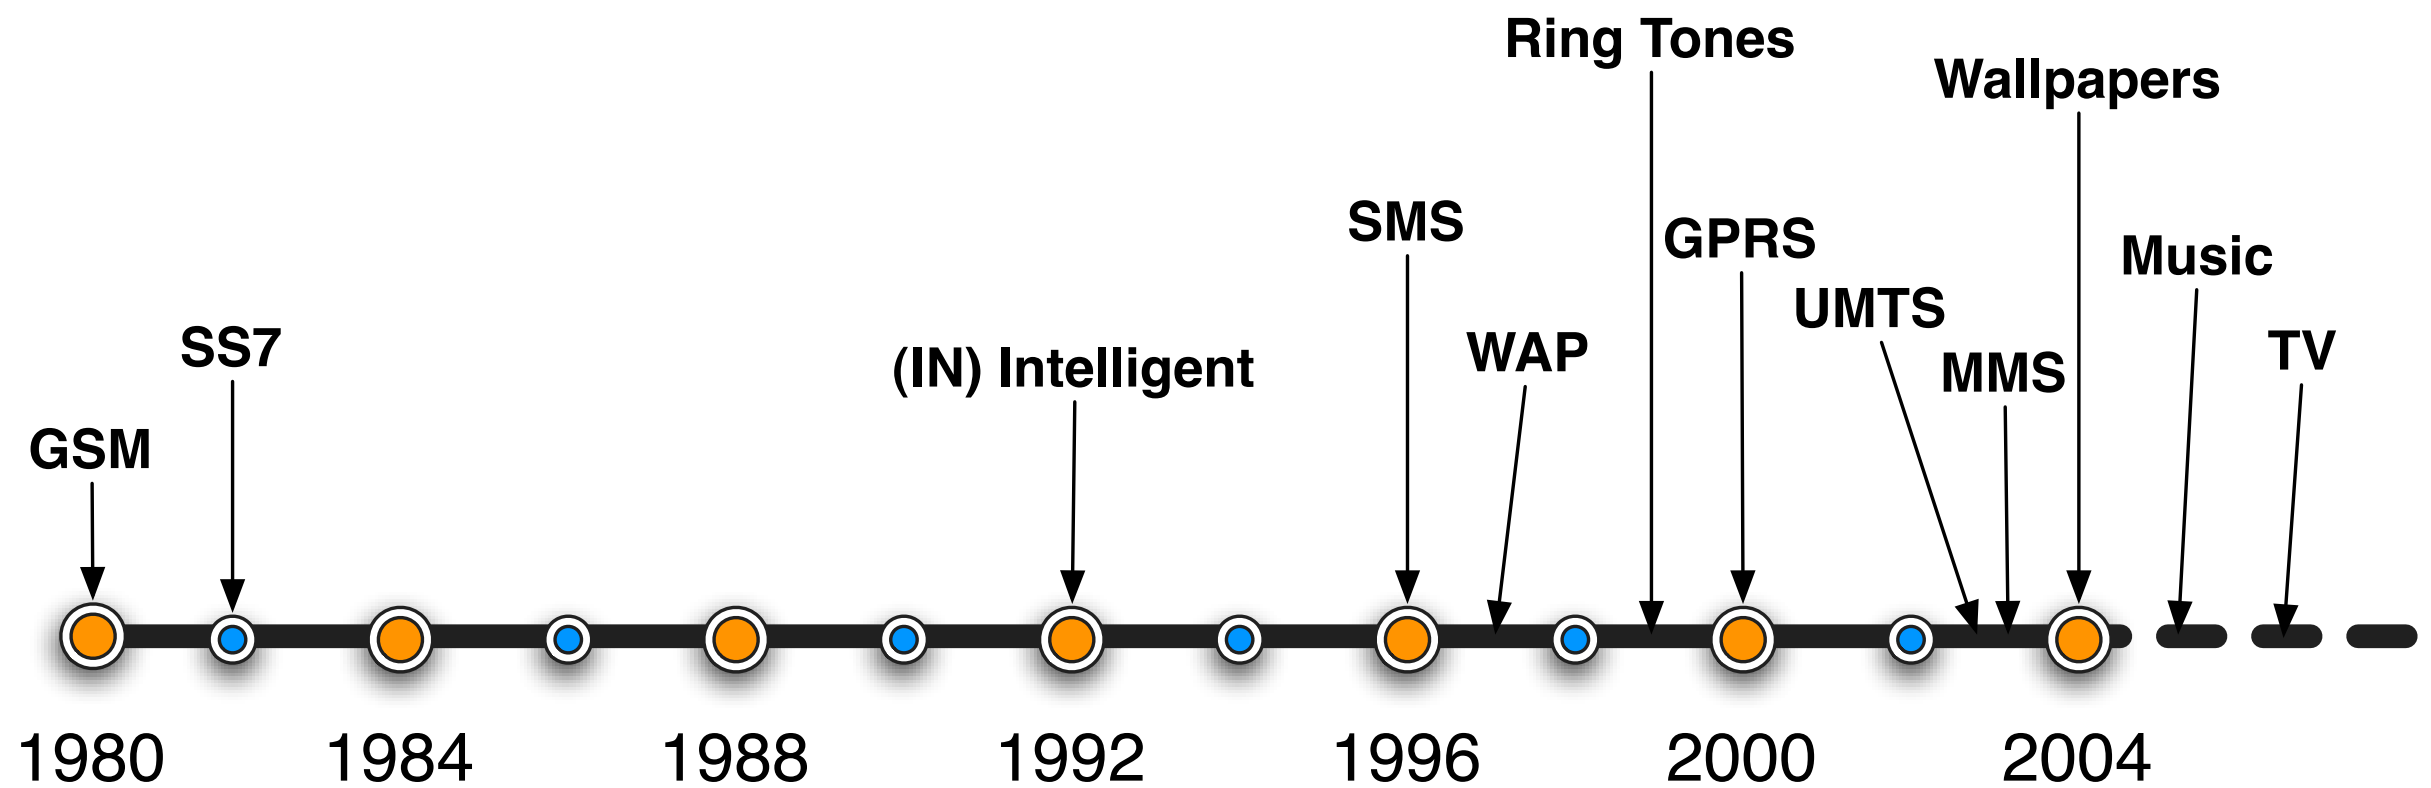 Ring Tones
Wallpapers
SMS
GPRS
Music
UMTS
SS7
WAP
TV
(IN) Intelligent
MMS
GSM
1980
1984
1988
1992
1996
2000
2004